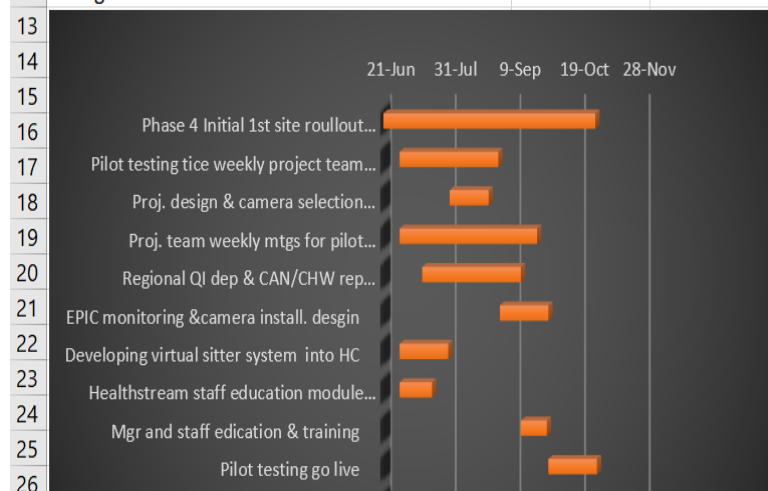 13
14
15
16
17
18
19
20
21
22
23
24
25
26
21-Jun 31-Jul 9-Sep 19-Oct 28-Nov
Phase 4 Initial 1st site roullout...
Pilot testing tice weekly project team...
Proj. design & camera selection...
Proj. team weekly mtgs for pilot...
Regional QI dep & CAN/CHW rep...
EPIC monitoring &camera install. desgin
Developing virtual sitter system into HC
Healthstream staff education module...
Mgr and staff edication & training
Pilot testing go live